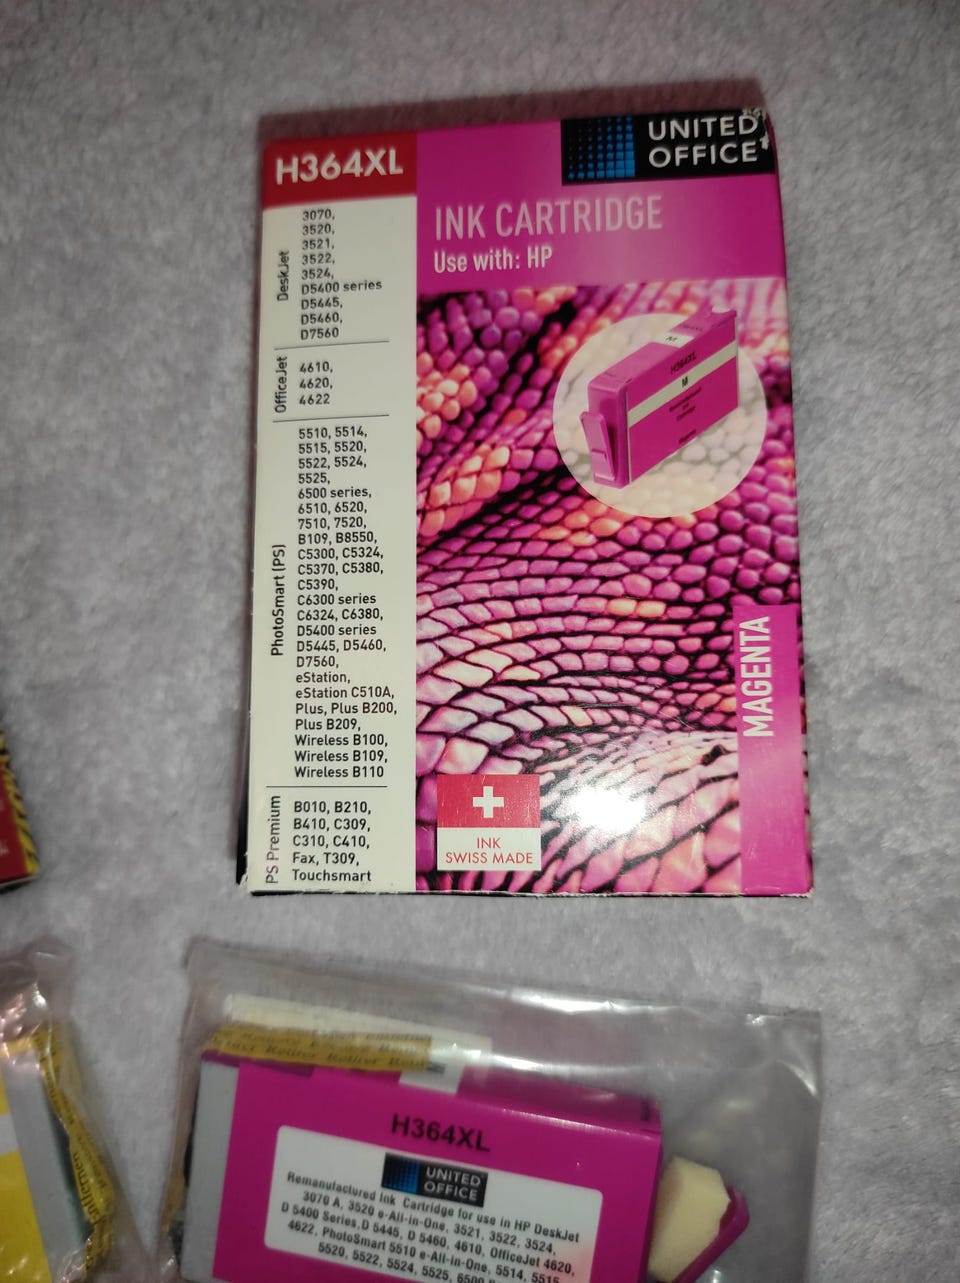 H364XL
UNITED
OFFICE
INK CARTRIDGE
Use with: HP
DeskJet
3070,
3520,
3521,
3522,
3524,
D5400 series
D5445,
D5460,
D7560
OfficeJet
4610,
4620,
4622
PhotoSmart (PS)
5510, 5514,
5515, 5520,
5522, 5524,
5525,
6500 series,
6510, 6520,
7510, 7520,
B109, B8550,
C5300, C5324,
C5370, C5380,
C5390,
C6300 series
C6324, C6380,
D5400 series
D5445, D5460,
D7560,
eStation,
eStation C510A,
Plus, Plus B200,
Plus B209,
Wireless B100,
Wireless B109,
Wireless B110
PS Premium
B010, B210,
B410, C309,
C310, C410,
Fax, T309,
Touchsmart
H364XL
M
MAGENTA
INK
SWISS MADE
H364XL
UNITED
OFFICE
Remanufactured Ink Cartridge for use in HP DeskJet
3070 A, 3520 e-All-in-One, 3521, 3522, 3524,
D 5400 Series, D 5445, D 5460, 4610, OfficeJet 4620,
4622, PhotoSmart 5510 e-All-in-One, 5514, 5515,
5520, 5522, 5524, 5525, 6500